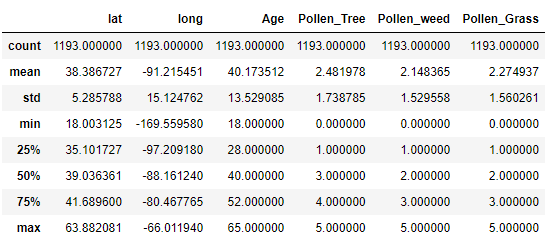 lat long Age Pollen_Tree Pollen_weed Pollen_Grass
count 1193.000000 1193.000000 1193.000000 1193.000000 1193.000000 1193.000000
mean 38.386727 -91.215451 40.173512 2.481978 2.148365 2.274937
std 5.285788 15.124762 13.529085 1.738785 1.529558 1.560261
min 18.003125 -169.559580 18.000000 0.000000 0.000000 0.000000
25% 35.101727 -97.209180 28.000000 1.000000 1.000000 1.000000
50% 39.036361 -88.161240 40.000000 3.000000 2.000000 2.000000
75% 41.689600 -80.467765 52.000000 4.000000 3.000000 3.000000
max 63.882081 -66.011940 65.000000 5.000000 5.000000 5.000000